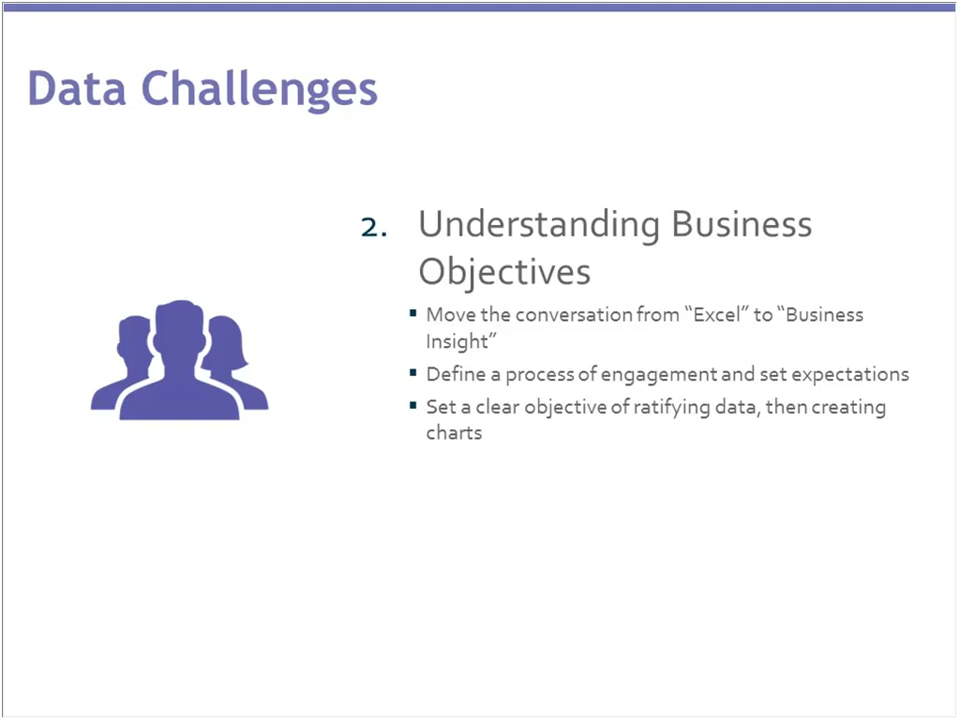 Data Challenges
2. Understanding Business
Objectives
▪ Move the conversation from “Excel” to “Business
Insight”
▪ Define a process of engagement and set expectations
▪ Set a clear objective of ratifying data, then creating
charts